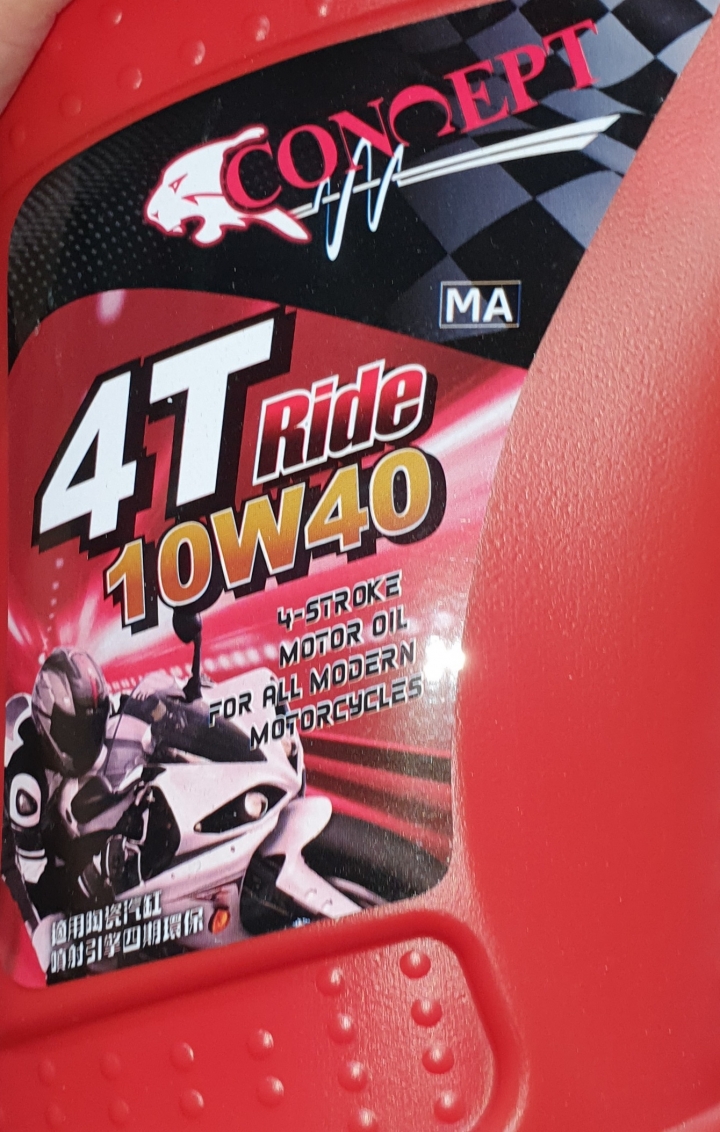 CONCEPT
MA
4T Ride
10W40
4-STROKE
MOTOR OIL
FOR ALL MODERN
MOTORCYCLES
適用陶瓷汽缸
噴射引擎四期環保